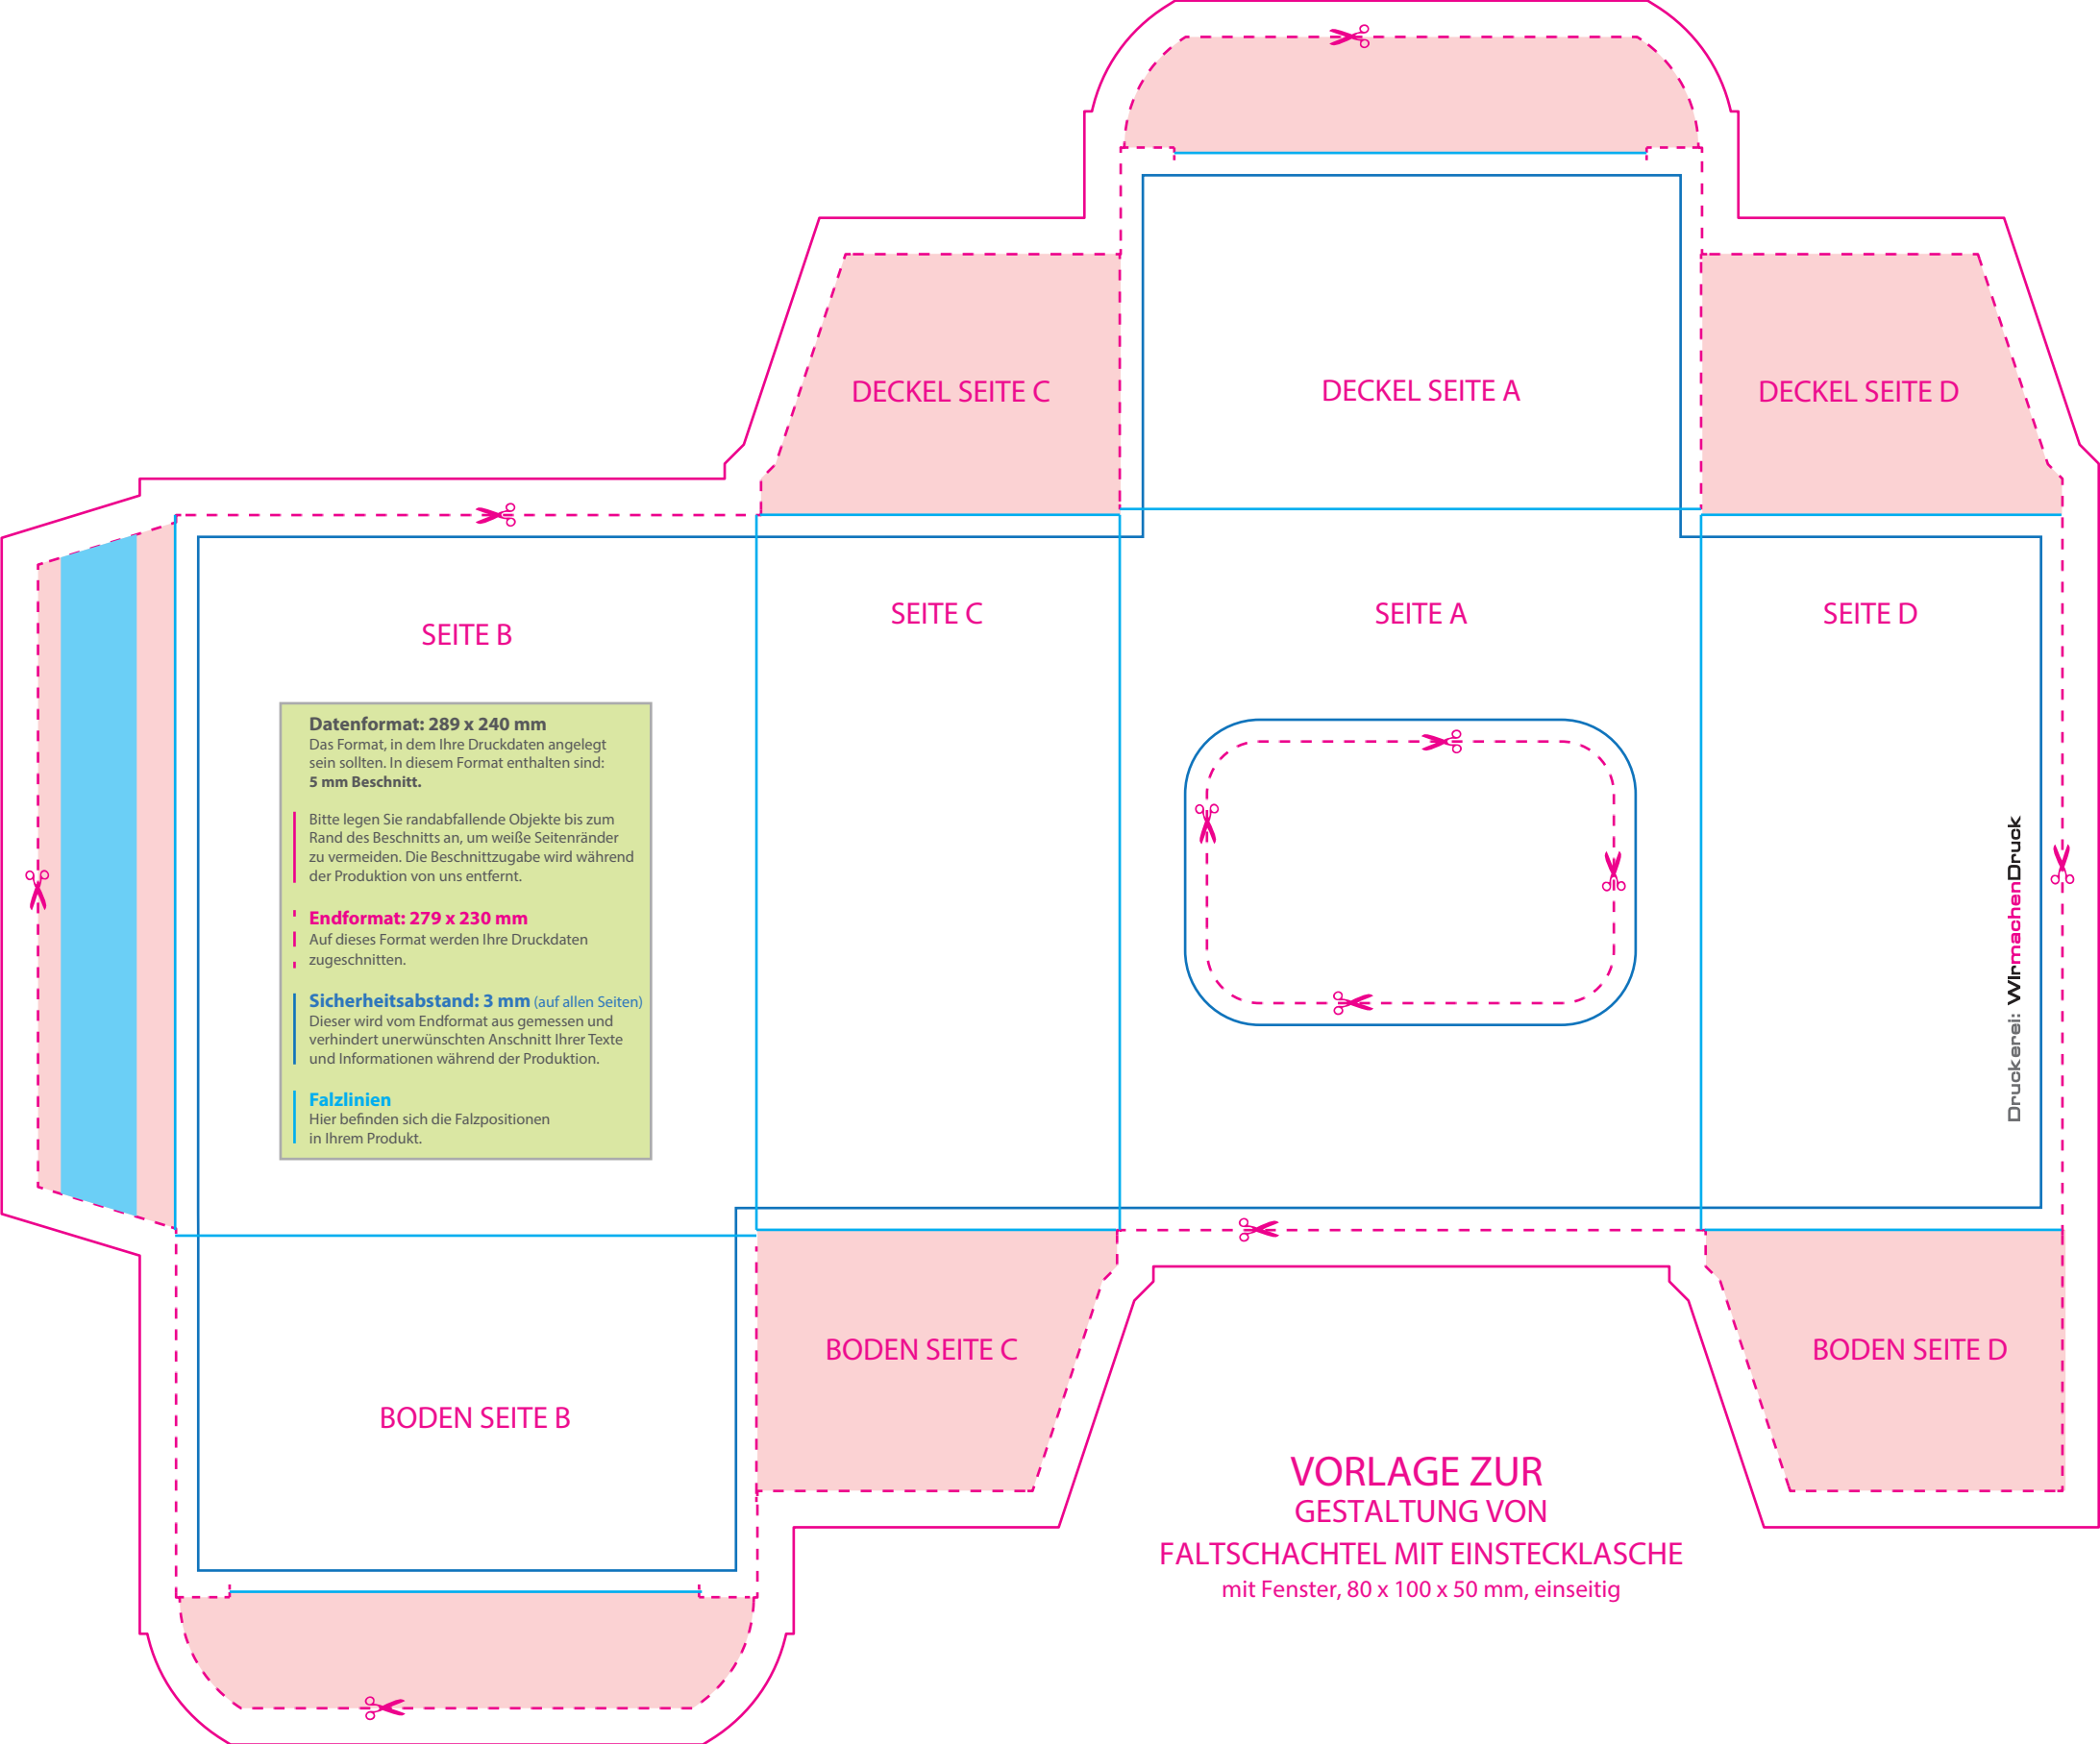 DECKEL SEITE C
DECKEL SEITE A
DECKEL SEITE D
SEITE B
SEITE C
SEITE A
SEITE D
Datenformat: 289 x 240 mm
Das Format, in dem Ihre Druckdaten angelegt
sein sollten. In diesem Format enthalten sind:
5 mm Beschnitt.
Bitte legen Sie randabfallende Objekte bis zum
Rand des Beschnitts an, um weiße Seitenränder
zu vermeiden. Die Beschnittzugabe wird während
der Produktion von uns entfernt.
Endformat: 279 x 230 mm
Auf dieses Format werden Ihre Druckdaten
zugeschnitten.
Sicherheitsabstand: 3 mm (auf allen Seiten)
Dieser wird vom Endformat aus gemessen und
verhindert unerwünschten Anschnitt Ihrer Texte
und Informationen während der Produktion.
Falzlinien
Hier befinden sich die Falzpositionen
in Ihrem Produkt.
Druckerei: WIrmachenDruck
BODEN SEITE B
BODEN SEITE C
BODEN SEITE D
VORLAGE ZUR
GESTALTUNG VON
FALTSCHACHTEL MIT EINSTECKLASCHE
mit Fenster, 80 x 100 x 50 mm, einseitig